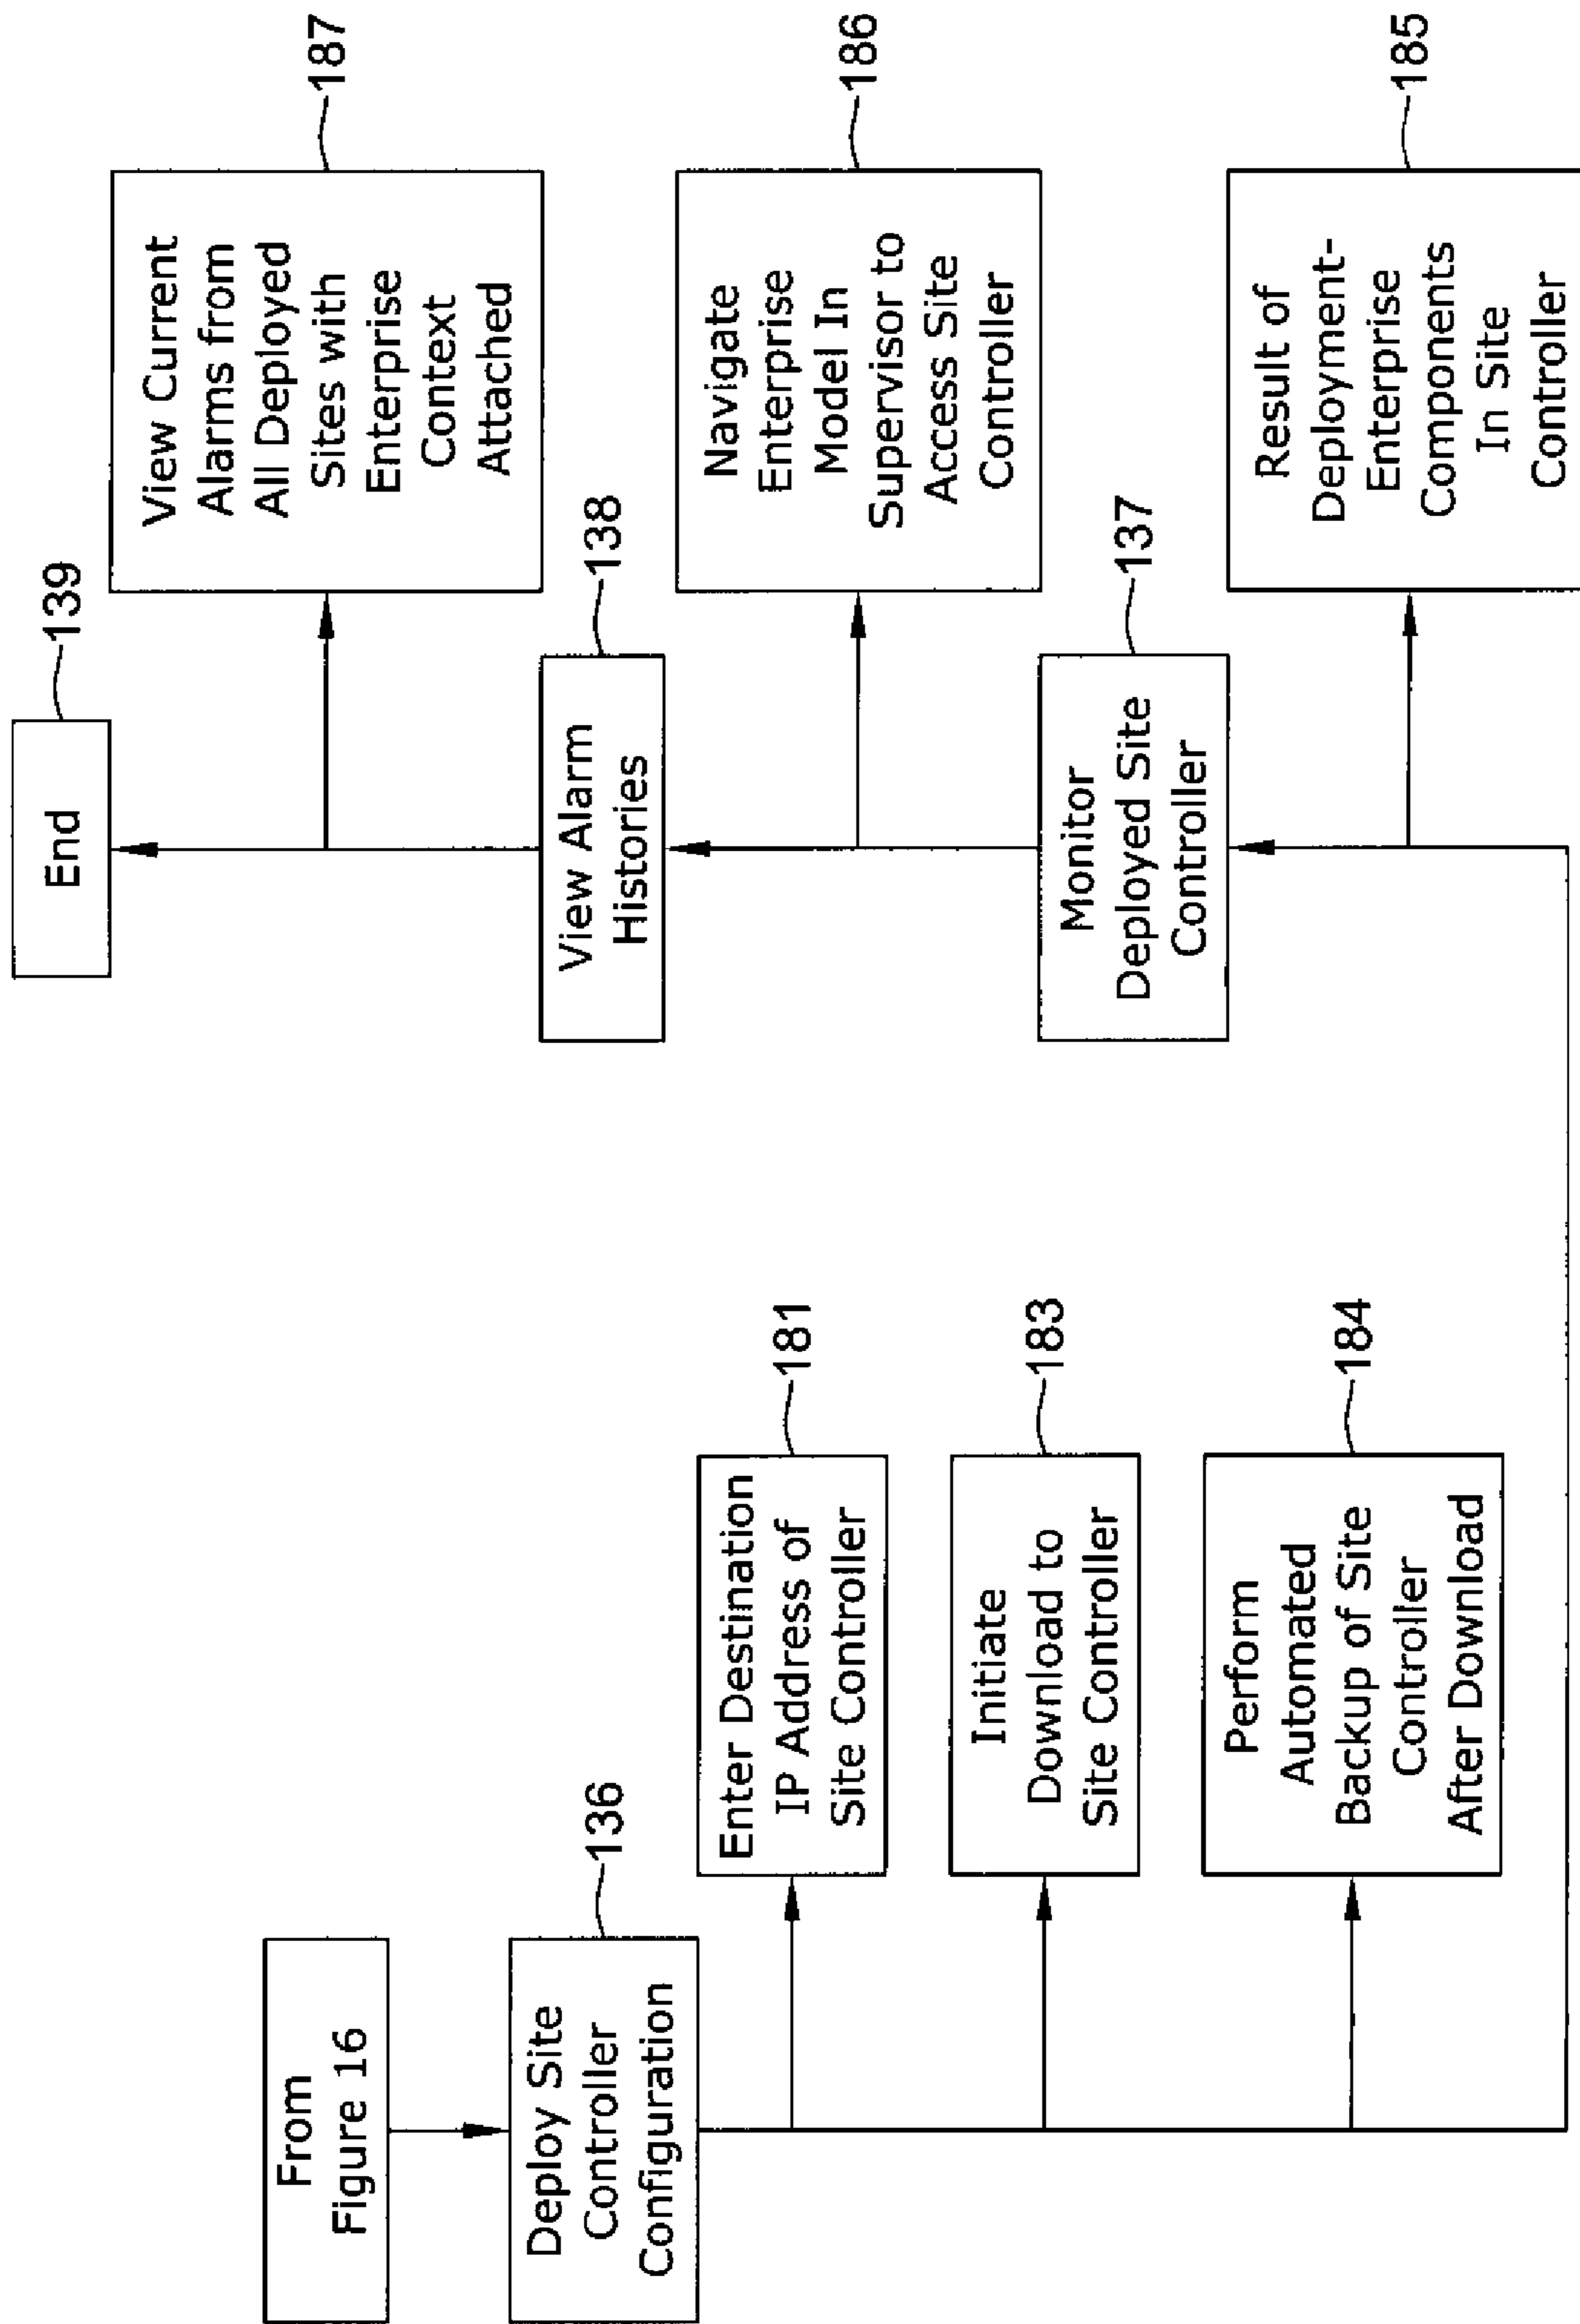 From
Figure 16
Deploy Site
Controller
Configuration
136
Enter Destination
IP Address of
Site Controller
181
Initiate
Download to
Site Controller
183
Perform
Automated
Backup of Site
Controller
After Download
184
Result of
Deployment-
Enterprise
Components
In Site
Controller
185
Monitor
Deployed Site
Controller
137
Navigate
Enterprise
Model In
Supervisor to
Access Site
Controller
186
View Alarm
Histories
138
View Current
Alarms from
All Deployed
Sites with
Enterprise
Context
Attached
187
End
139